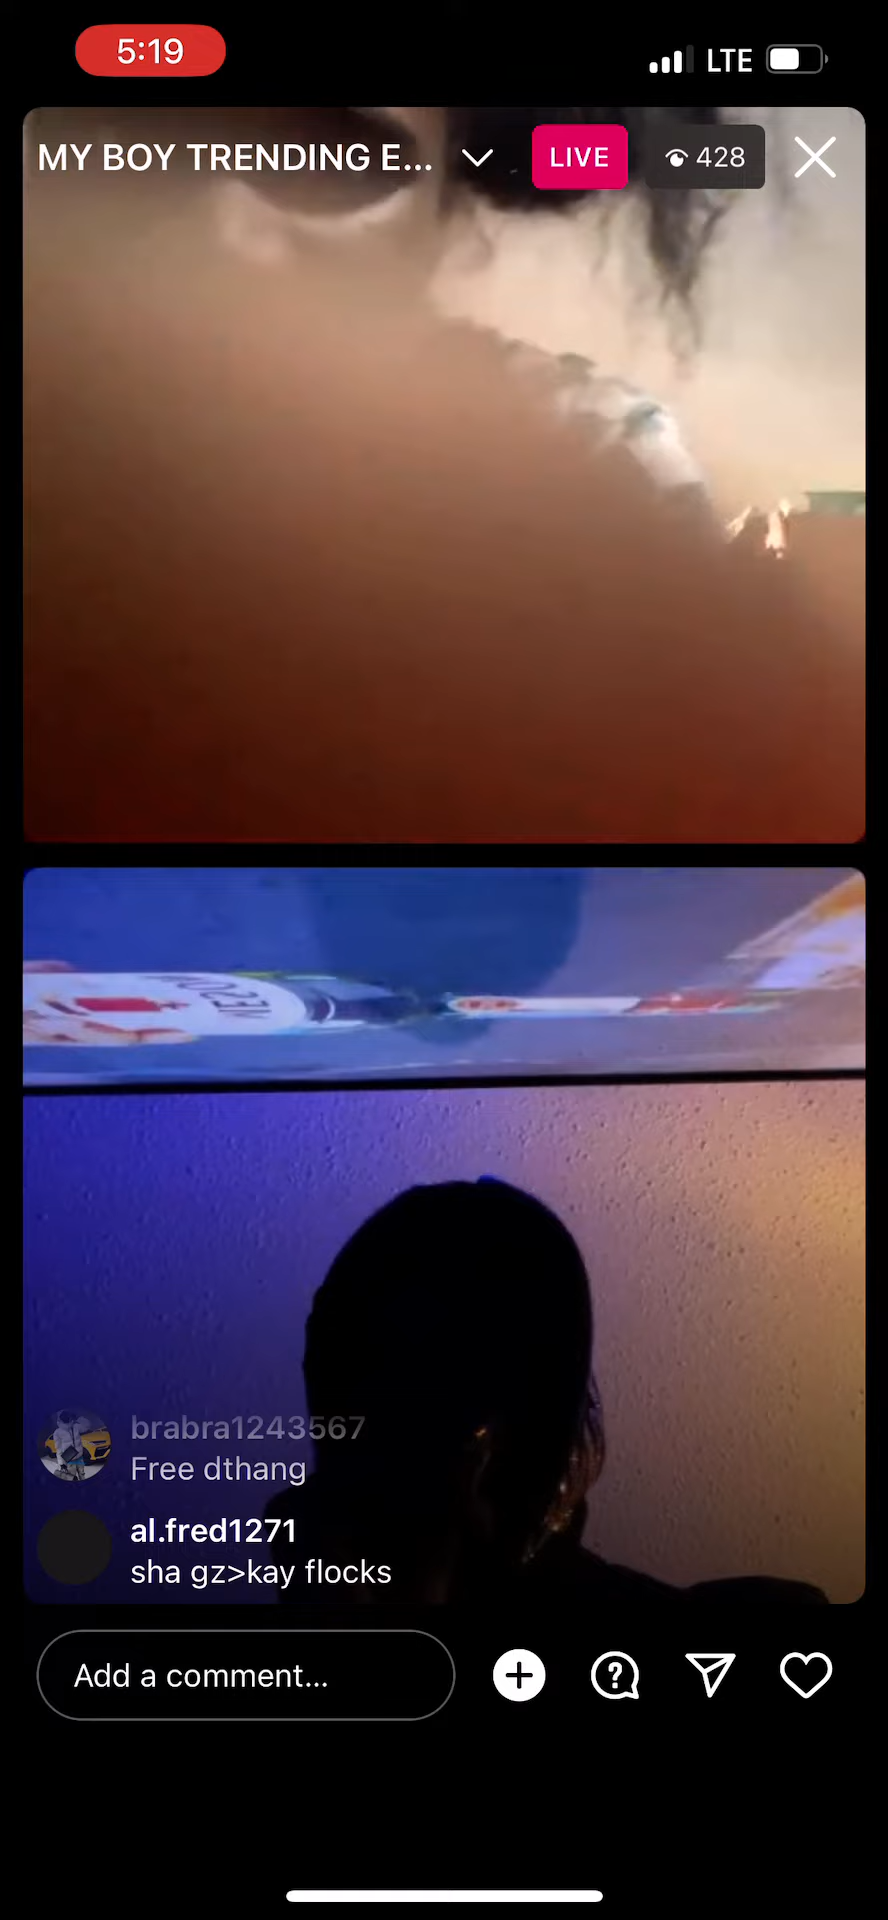 5:19
LTE
MY BOY TRENDING E...
LIVE
428
brabra1243567
Free dthang
al.fred1271
sha gz>kay flocks
Add a comment...